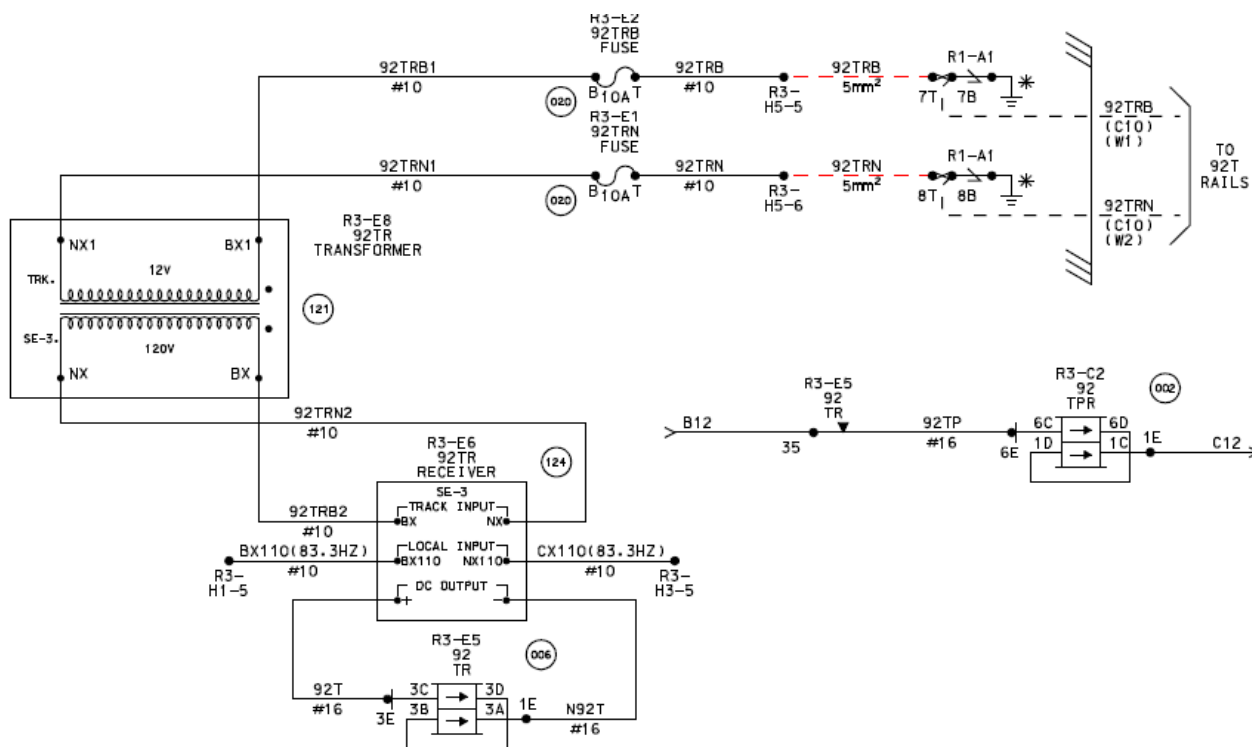 R3-E2
92TRB
FUSE
R1-A1
92TRB1
92TRB
92TRB
#10
020
B 10A T
#10
R3-
H5-5
5mm²
7T
7B
*
R3-E1
92TRN
FUSE
92TRB
(C10)
(W1)
TO
92T
RAILS
R1-A1
92TRN1
92TRN
92TRN
#10
020
B 10A T
#10
R3-
H5-6
5mm²
8T
8B
*
92TRN
(C10)
(W2)
R3-E8
92TR
TRANSFORMER
NX1
BX1
TRK.
12V
121
SE-3.
120V
NX
BX
92TRN2
#10
R3-E6
92TR
RECEIVER
124
SE-3
TRACK INPUT
92TRB2
#10
BX
NX
LOCAL INPUT
BX110(83.3HZ)
#10
BX110
NX110
CX110(83.3HZ)
#10
R3-
H1-5
R3-
H3-5
DC OUTPUT
+
-
R3-E5
92
TR
006
92T
#16
3E
3C
3D
3B
3A
1E
N92T
#16
R3-E5
92
TR
R3-C2
92
TPR
002
B12
35
92TP
#16
6E
6C
6D
1D
1C
1E
C12